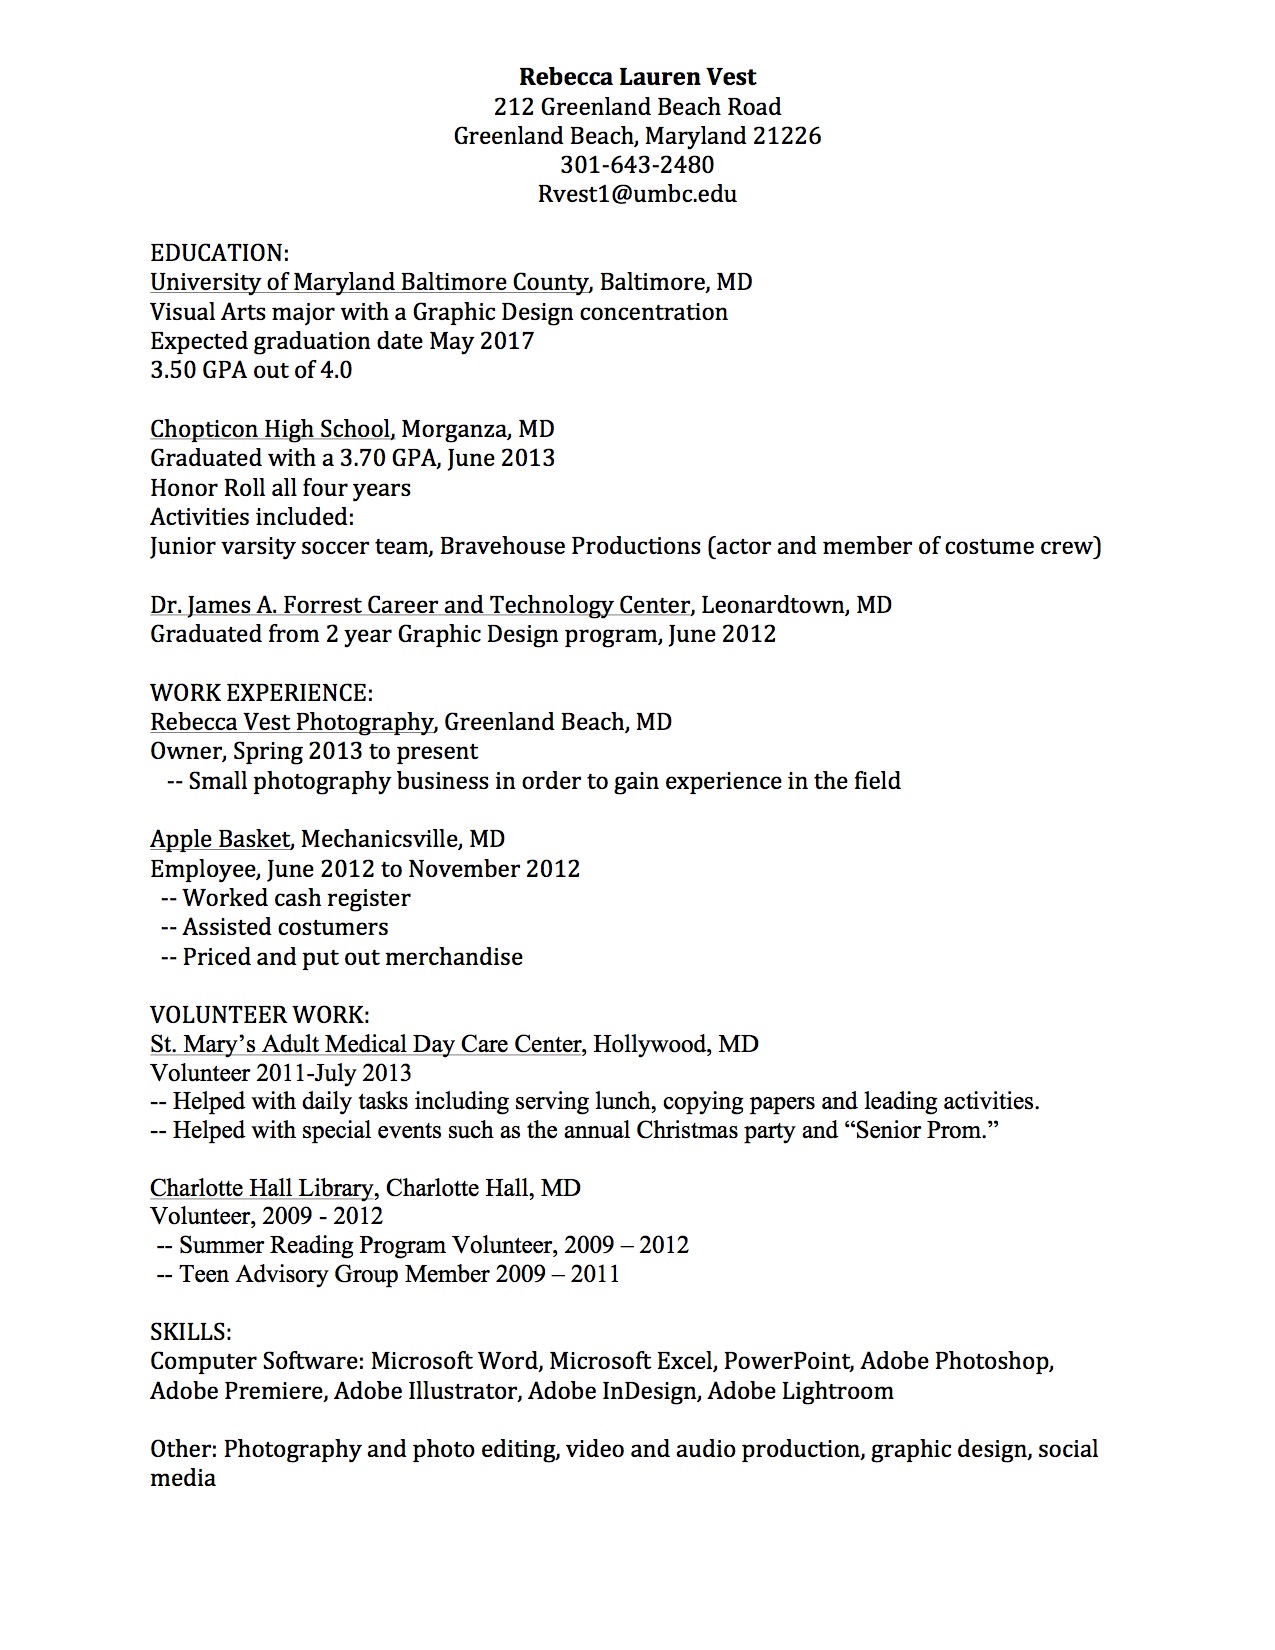 Rebecca Lauren Vest
212 Greenland Beach Road
Greenland Beach, Maryland 21226
301-643-2480
Rvest1@umbc.edu
EDUCATION:
University of Maryland Baltimore County, Baltimore, MD
Visual Arts major with a Graphic Design concentration
Expected graduation date May 2017
3.50 GPA out of 4.0
Chopticon High School, Morganza, MD
Graduated with a 3.70 GPA, June 2013
Honor Roll all four years
Activities included:
Junior varsity soccer team, Bravehouse Productions (actor and member of costume crew)
Dr. James A. Forrest Career and Technology Center, Leonardtown, MD
Graduated from 2 year Graphic Design program, June 2012
WORK EXPERIENCE:
Rebecca Vest Photography, Greenland Beach, MD
Owner, Spring 2013 to present
-- Small photography business in order to gain experience in the field
Apple Basket, Mechanicsville, MD
Employee, June 2012 to November 2012
-- Worked cash register
-- Assisted costumers
-- Priced and put out merchandise
VOLUNTEER WORK:
St. Mary’s Adult Medical Day Care Center, Hollywood, MD
Volunteer 2011-July 2013
-- Helped with daily tasks including serving lunch, copying papers and leading activities.
-- Helped with special events such as the annual Christmas party and “Senior Prom.”
Charlotte Hall Library, Charlotte Hall, MD
Volunteer, 2009 - 2012
-- Summer Reading Program Volunteer, 2009 – 2012
-- Teen Advisory Group Member 2009 – 2011
SKILLS:
Computer Software: Microsoft Word, Microsoft Excel, PowerPoint, Adobe Photoshop,
Adobe Premiere, Adobe Illustrator, Adobe InDesign, Adobe Lightroom
Other: Photography and photo editing, video and audio production, graphic design, social
media